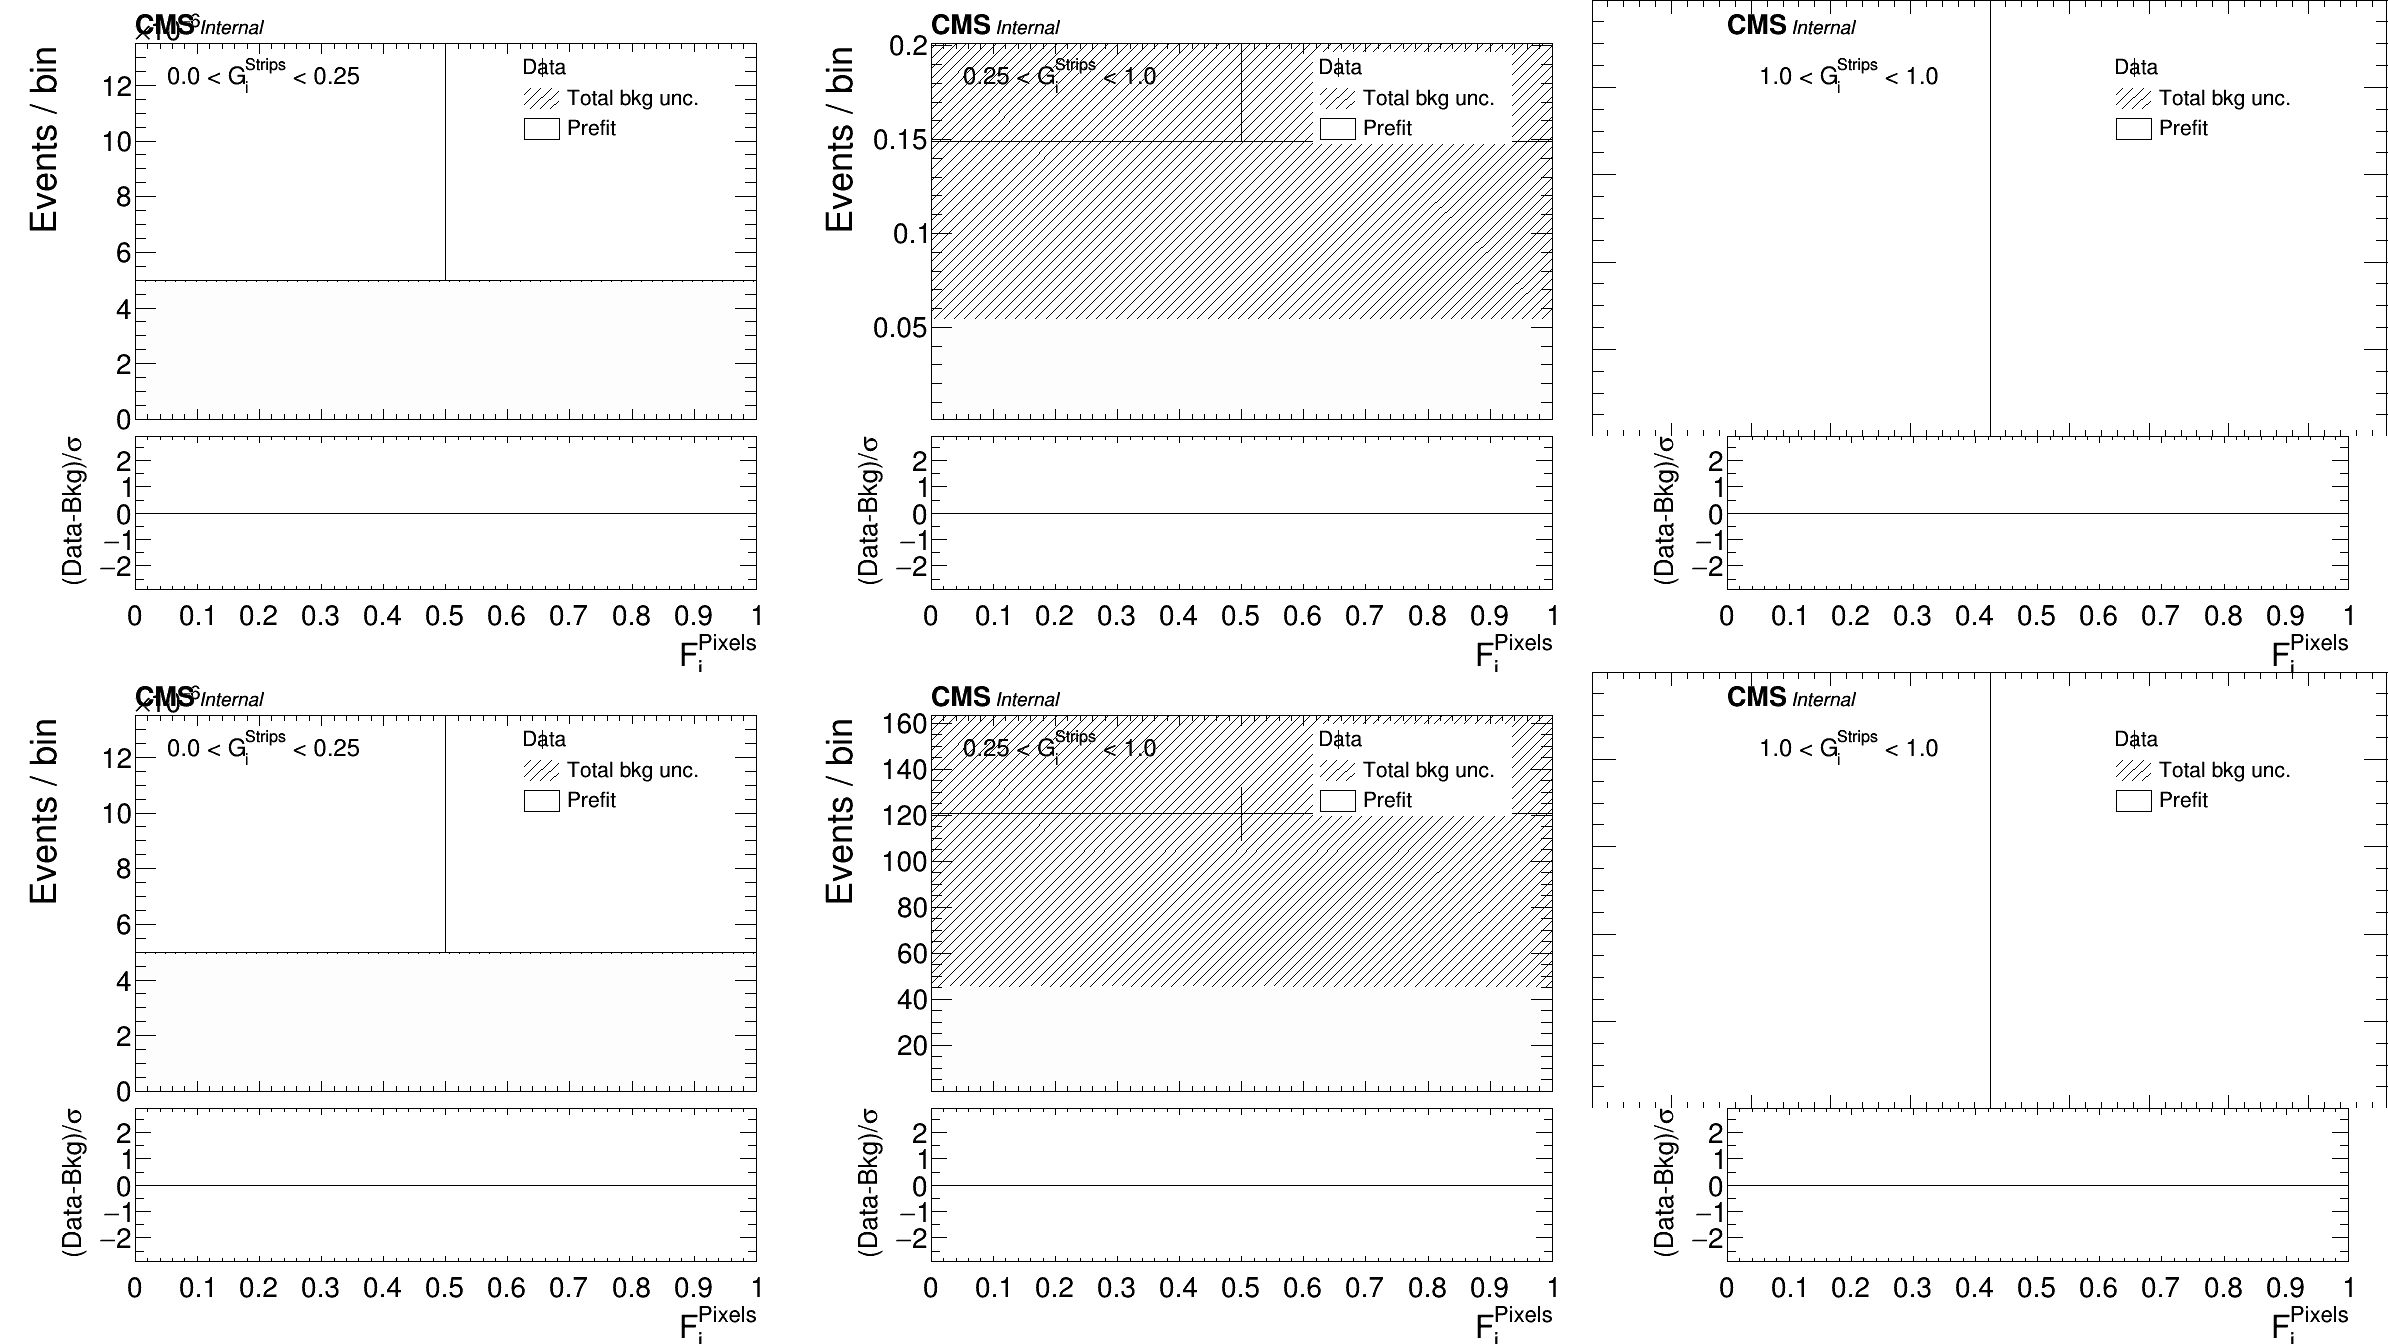 CMS Internal
×10⁻⁶
0.0 < G_i^Strips < 0.25
Data
Total bkg unc.
Prefit
Events / bin
12
10
8
6
4
2
0
(Data-Bkg)/σ
2
1
0
−1
−2
0 0.1 0.2 0.3 0.4 0.5 0.6 0.7 0.8 0.9 1
F_i^Pixels
CMS Internal
0.25 < G_i^Strips < 1.0
Data
Total bkg unc.
Prefit
Events / bin
0.2
0.15
0.1
0.05
(Data-Bkg)/σ
2
1
0
−1
−2
0 0.1 0.2 0.3 0.4 0.5 0.6 0.7 0.8 0.9 1
F_i^Pixels
CMS Internal
1.0 < G_i^Strips < 1.0
Data
Total bkg unc.
Prefit
(Data-Bkg)/σ
2
1
0
−1
−2
0 0.1 0.2 0.3 0.4 0.5 0.6 0.7 0.8 0.9 1
F_i^Pixels
CMS Internal
×10⁻⁶
0.0 < G_i^Strips < 0.25
Data
Total bkg unc.
Prefit
Events / bin
12
10
8
6
4
2
0
(Data-Bkg)/σ
2
1
0
−1
−2
0 0.1 0.2 0.3 0.4 0.5 0.6 0.7 0.8 0.9 1
F_i^Pixels
CMS Internal
0.25 < G_i^Strips < 1.0
Data
Total bkg unc.
Prefit
Events / bin
160
140
120
100
80
60
40
20
(Data-Bkg)/σ
2
1
0
−1
−2
0 0.1 0.2 0.3 0.4 0.5 0.6 0.7 0.8 0.9 1
F_i^Pixels
CMS Internal
1.0 < G_i^Strips < 1.0
Data
Total bkg unc.
Prefit
(Data-Bkg)/σ
2
1
0
−1
−2
0 0.1 0.2 0.3 0.4 0.5 0.6 0.7 0.8 0.9 1
F_i^Pixels